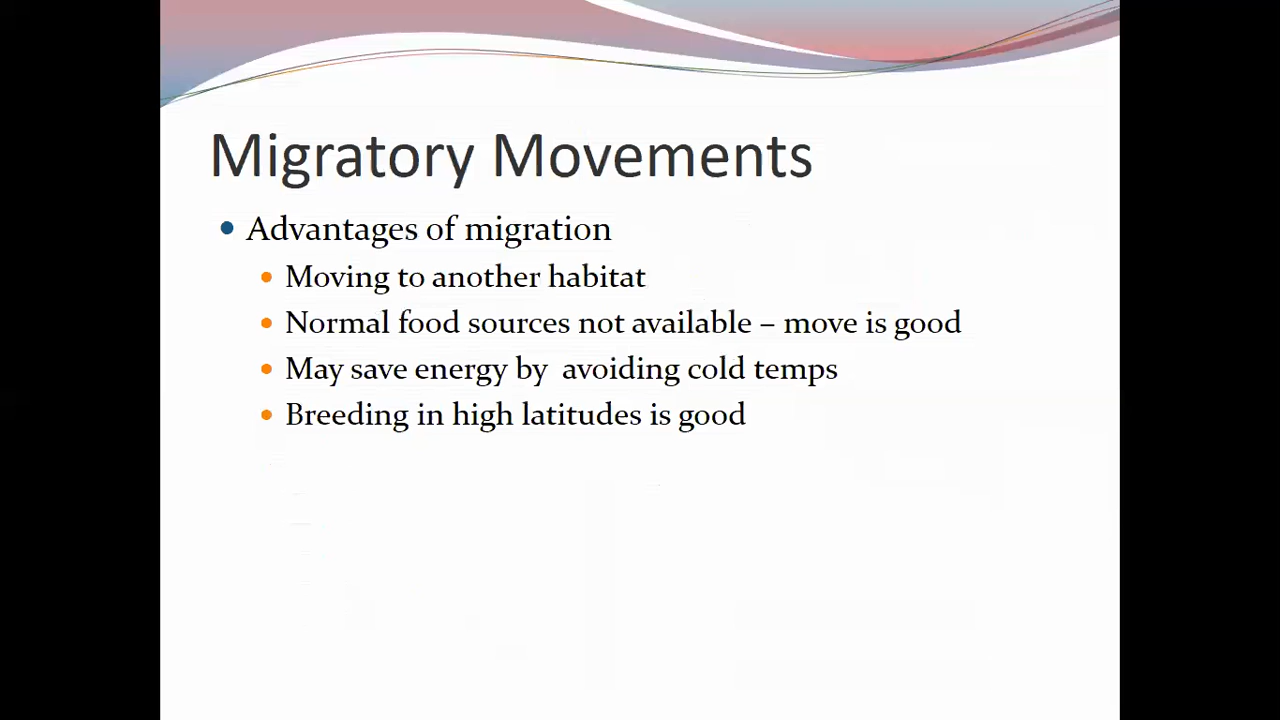 Migratory Movements
Advantages of migration
Moving to another habitat
Normal food sources not available – move is good
May save energy by  avoiding cold temps
Breeding in high latitudes is good